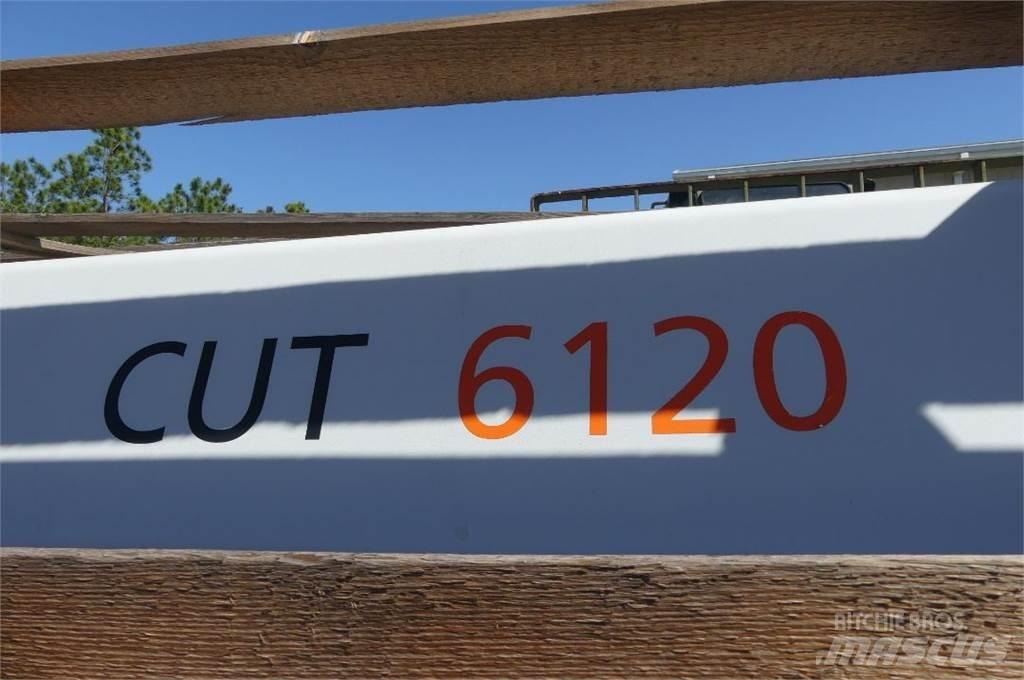 CUT 6120
RITCHIE BROS.
MASCUS